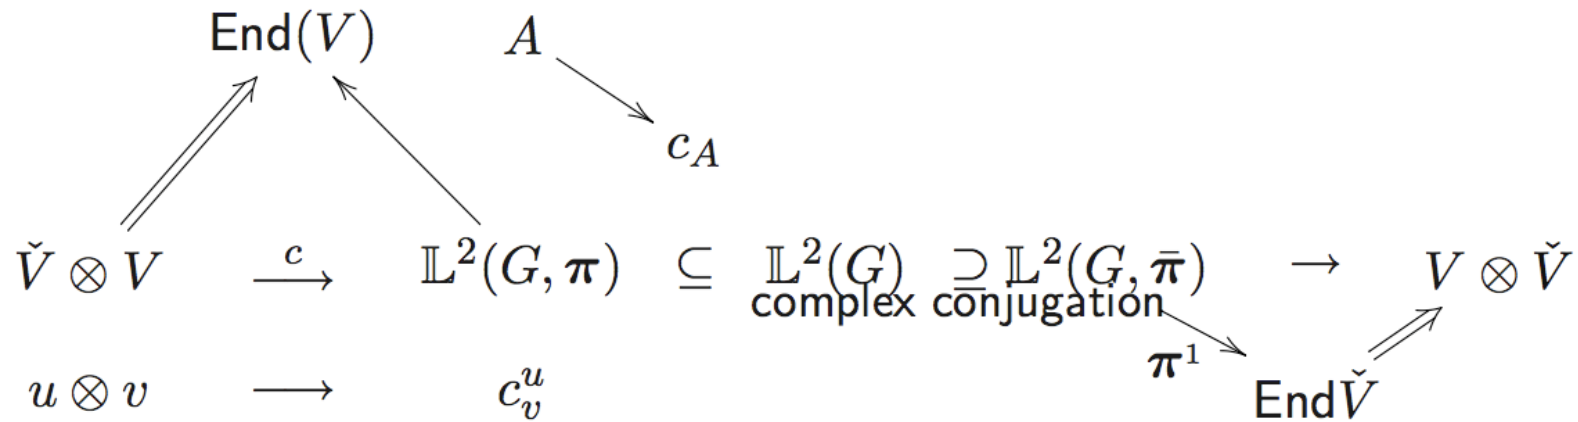 End(V) A
c_A
V̌ ⊗ V c⟶ 𝕃²(G, π) ⊆ 𝕃²(G) ⊇ 𝕃²(G, π̄) → V ⊗ V̌
complex conjugation
π¹
u ⊗ v ⟶ c_v^u EndV̌